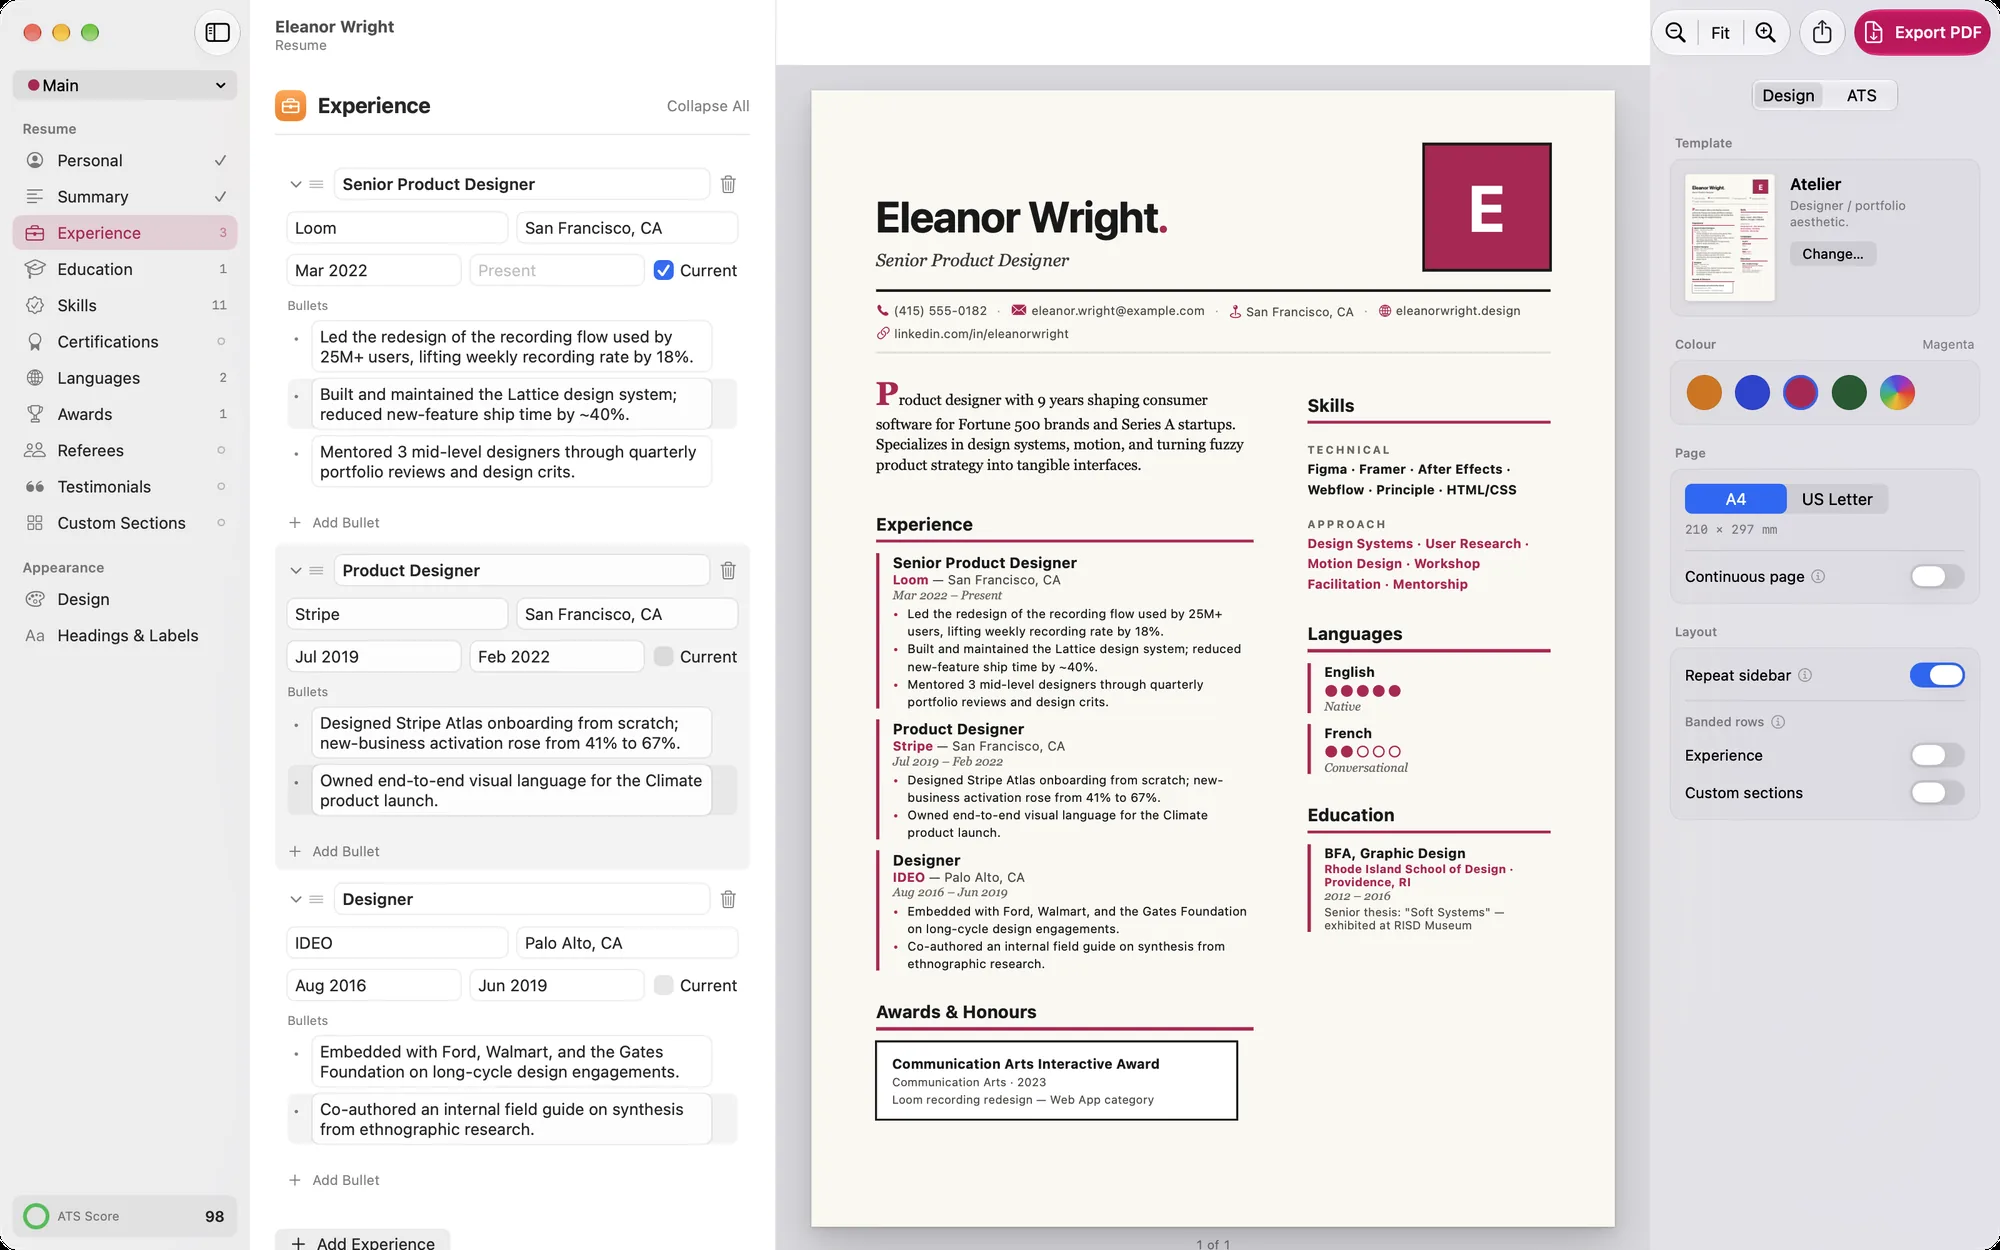 Main
Resume
Personal
Summary
Experience 3
Education 1
Skills 11
Certifications
Languages 2
Awards 1
Referees
Testimonials
Custom Sections
Appearance
Design
Aa Headings & Labels
ATS Score 98
Eleanor Wright
Resume
Experience
Collapse All
Senior Product Designer
Loom
San Francisco, CA
Mar 2022
Present
Current
Bullets
• Led the redesign of the recording flow used by
25M+ users, lifting weekly recording rate by 18%.
• Built and maintained the Lattice design system;
reduced new-feature ship time by ~40%.
• Mentored 3 mid-level designers through quarterly
portfolio reviews and design crits.
+ Add Bullet
Product Designer
Stripe
San Francisco, CA
Jul 2019
Feb 2022
Current
Bullets
• Designed Stripe Atlas onboarding from scratch;
new-business activation rose from 41% to 67%.
• Owned end-to-end visual language for the Climate
product launch.
+ Add Bullet
Designer
IDEO
Palo Alto, CA
Aug 2016
Jun 2019
Current
Bullets
• Embedded with Ford, Walmart, and the Gates
Foundation on long-cycle design engagements.
• Co-authored an internal field guide on synthesis
from ethnographic research.
+ Add Bullet
+ Add Experience
E
Eleanor Wright.
Senior Product Designer
(415) 555-0182 · eleanor.wright@example.com · San Francisco, CA · eleanorwright.design
linkedin.com/in/eleanorwright
Product designer with 9 years shaping consumer
software for Fortune 500 brands and Series A startups.
Specializes in design systems, motion, and turning fuzzy
product strategy into tangible interfaces.
Experience
Senior Product Designer
Loom — San Francisco, CA
Mar 2022 – Present
• Led the redesign of the recording flow used by 25M+
users, lifting weekly recording rate by 18%.
• Built and maintained the Lattice design system; reduced
new-feature ship time by ~40%.
• Mentored 3 mid-level designers through quarterly
portfolio reviews and design crits.
Product Designer
Stripe — San Francisco, CA
Jul 2019 – Feb 2022
• Designed Stripe Atlas onboarding from scratch; new-
business activation rose from 41% to 67%.
• Owned end-to-end visual language for the Climate
product launch.
Designer
IDEO — Palo Alto, CA
Aug 2016 – Jun 2019
• Embedded with Ford, Walmart, and the Gates Foundation
on long-cycle design engagements.
• Co-authored an internal field guide on synthesis from
ethnographic research.
Awards & Honours
Communication Arts Interactive Award
Communication Arts · 2023
Loom recording redesign — Web App category
Skills
TECHNICAL
Figma · Framer · After Effects ·
Webflow · Principle · HTML/CSS
APPROACH
Design Systems · User Research ·
Motion Design · Workshop
Facilitation · Mentorship
Languages
English
Native
French
Conversational
Education
BFA, Graphic Design
Rhode Island School of Design ·
Providence, RI
2012 – 2016
Senior thesis: "Soft Systems" —
exhibited at RISD Museum
1 of 1
Fit
Export PDF
Design
ATS
Template
Eleanor Wright.
Atelier
Designer / portfolio
aesthetic.
Change...
Colour
Magenta
Page
A4
US Letter
210 × 297 mm
Continuous page
Layout
Repeat sidebar
Banded rows
Experience
Custom sections